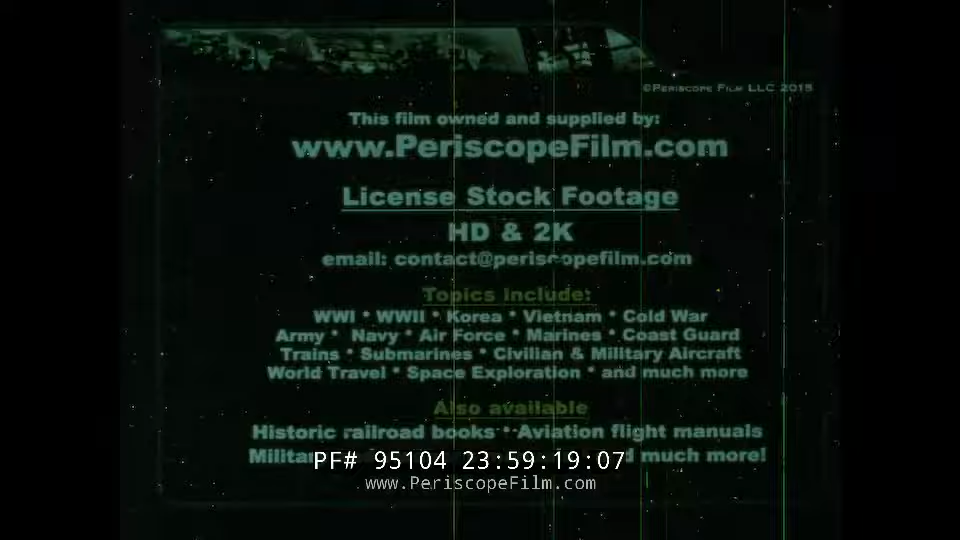 ©Periscope Film LLC 2015
This film owned and supplied by:
www.PeriscopeFilm.com
License Stock Footage
HD & 2K
email: contact@periscopefilm.com
Topics Include:
WWI * WWII * Korea * Vietnam * Cold War
Army * Navy * Air Force * Marines * Coast Guard
Trains * Submarines * Civilian & Military Aircraft
World Travel * Space Exploration * and much more
Also available
Historic railroad books * Aviation flight manuals
much more!
PF# 95104 23:59:19:07
www.PeriscopeFilm.com